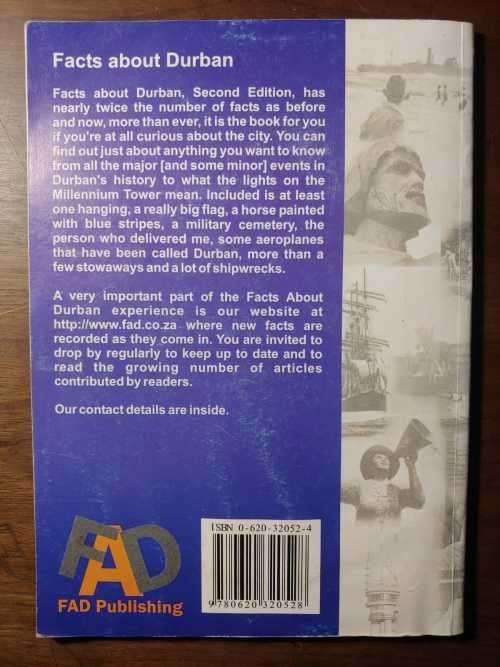 Facts about Durban
Facts about Durban, Second Edition, has
nearly twice the number of facts as before
and now, more than ever, it is the book for you
if you're at all curious about the city. You can
find out just about anything you want to know
from all the major [and some minor] events in
Durban's history to what the lights on the
Millennium Tower mean. Included is at least
one hanging, a really big flag, a horse painted
with blue stripes, a military cemetery, the
person who delivered me, some aeroplanes
that have been called Durban, more than a
few stowaways and a lot of shipwrecks.
A very important part of the Facts About
Durban experience is our website at
http://www.fad.co.za where new facts are
recorded as they come in. You are invited to
drop by regularly to keep up to date and to
read the growing number of articles
contributed by readers.
Our contact details are inside.
FAD
FAD Publishing
ISBN 0-620-32052-4
9780620320528